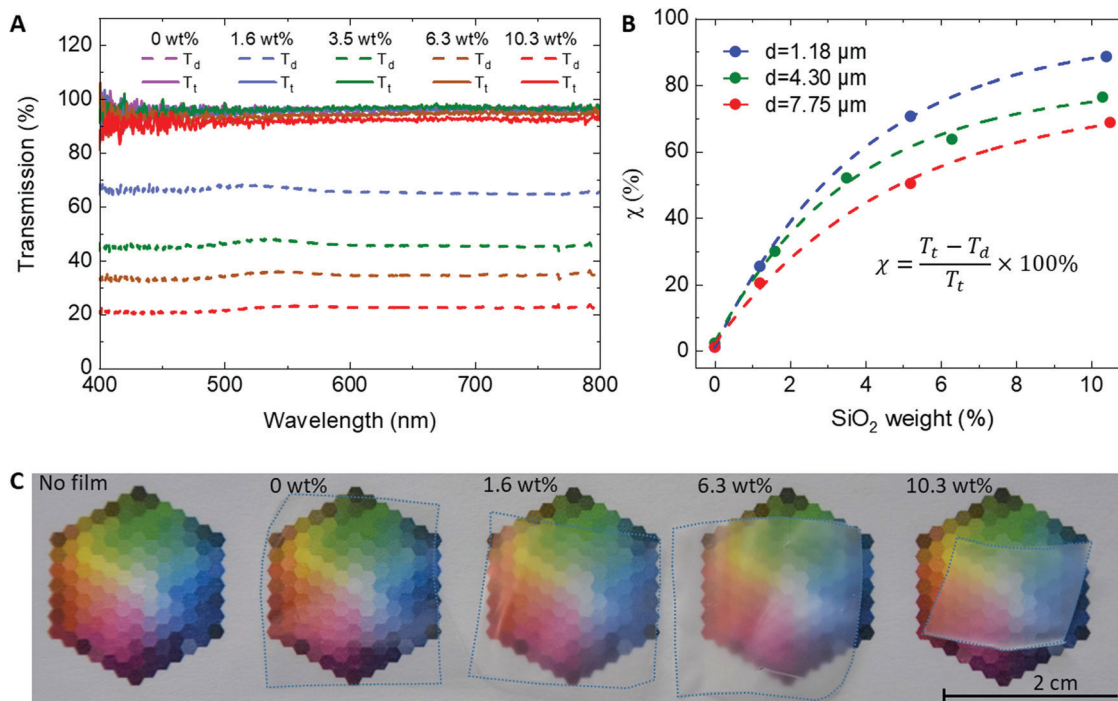 A
0 wt% 1.6 wt% 3.5 wt% 6.3 wt% 10.3 wt%
T_d T_d T_d T_d T_d
T_t T_t T_t T_t T_t
120
100
80
60
40
20
0
400 500 600 700 800
Transmission (%)
Wavelength (nm)
B
d=1.18 μm
d=4.30 μm
d=7.75 μm
100
80
60
40
20
0
0 2 4 6 8 10
χ (%)
χ = (T_t − T_d)/T_t × 100%
SiO₂ weight (%)
C
No film
0 wt%
1.6 wt%
6.3 wt%
10.3 wt%
2 cm